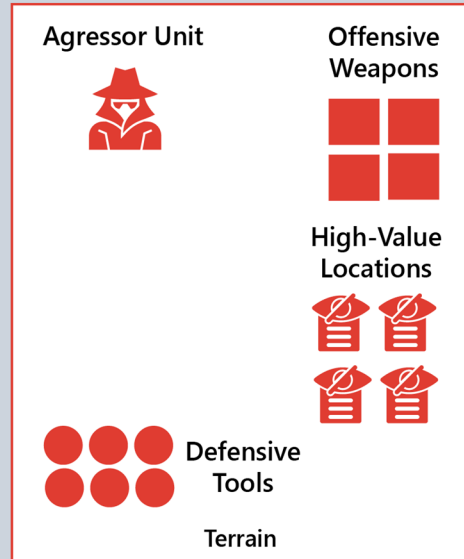 Agressor Unit
Offensive
Weapons
High-Value
Locations
Defensive
Tools
Terrain